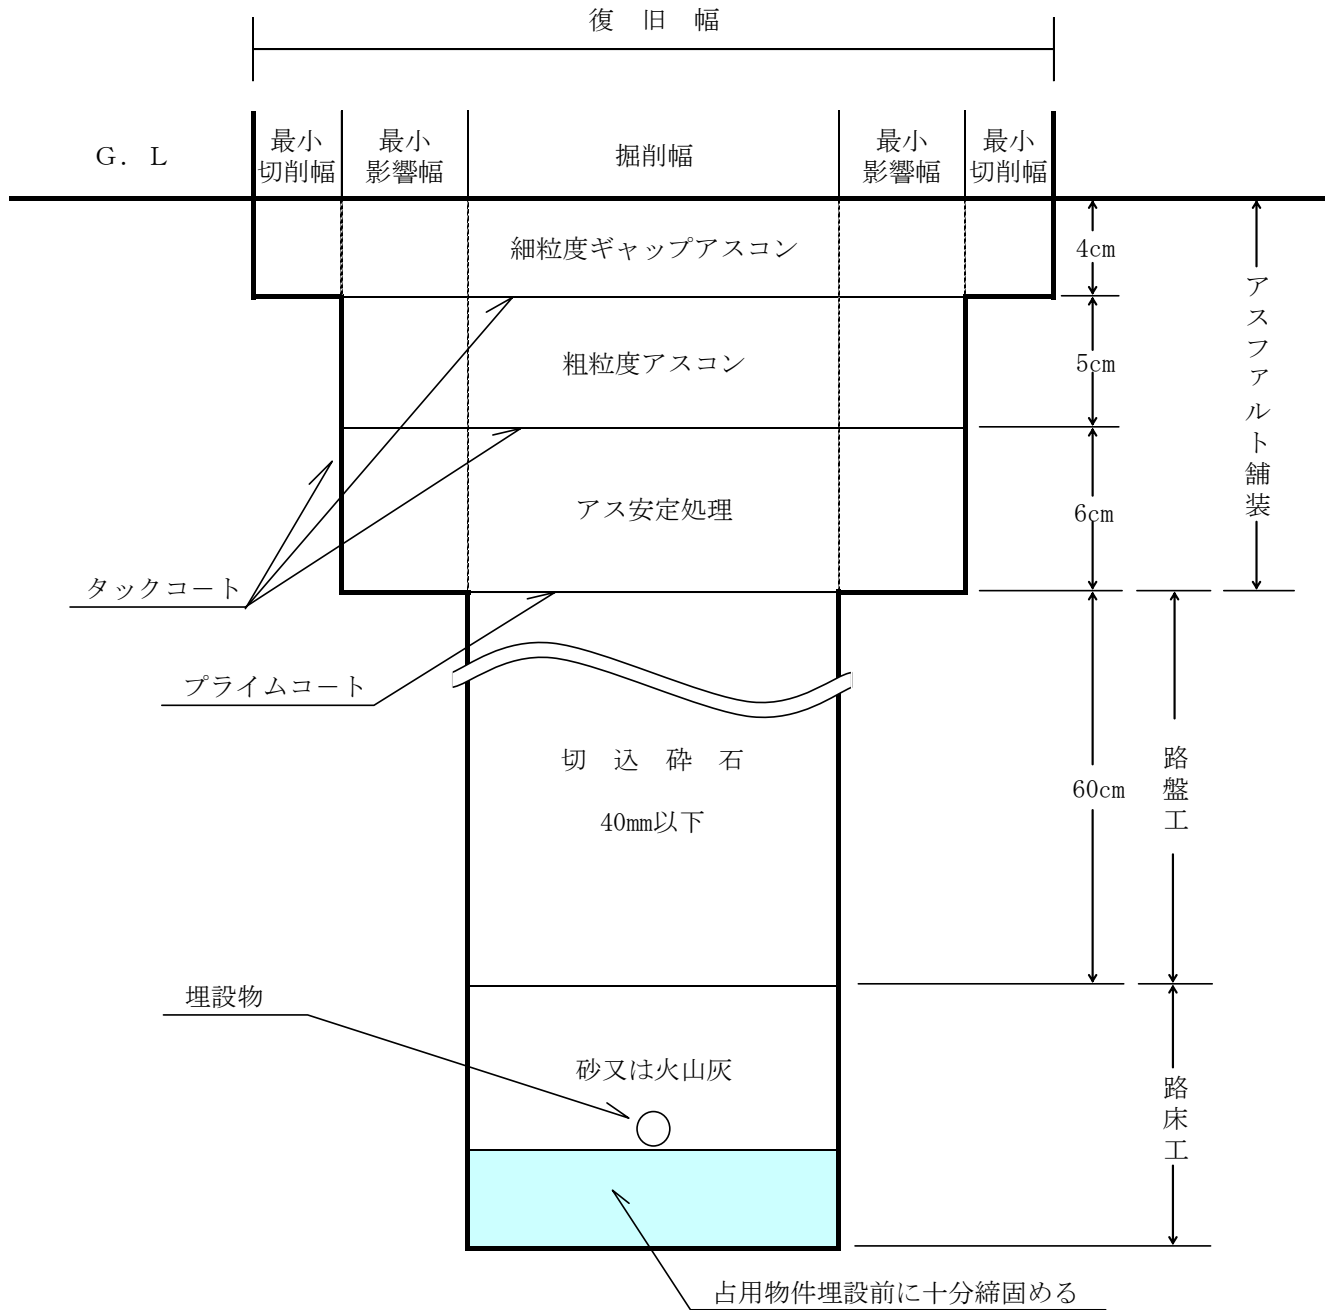 復　旧　幅
G. L
最小
切削幅
最小
影響幅
掘削幅
最小
影響幅
最小
切削幅
細粒度ギャップアスコン
4cm
粗粒度アスコン
5cm
アスファルト舗装
アス安定処理
6cm
タックコート
プライムコート
切　込　砕　石
40mm以下
60cm
路盤工
埋設物
砂又は火山灰
路床工
占用物件埋設前に十分締固める